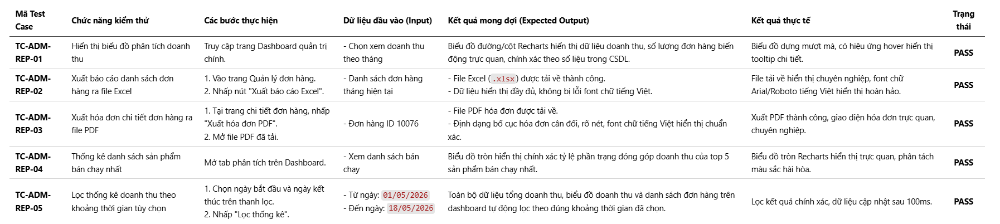 Mã Test
Case
Chức năng kiểm thử
Các bước thực hiện
Dữ liệu đầu vào (Input)
Kết quả mong đợi (Expected Output)
Kết quả thực tế
Trạng
thái
TC-ADM-
REP-01
Hiển thị biểu đồ phân tích doanh
thu
Truy cập trang Dashboard quản trị
chính.
- Chọn xem doanh thu
theo tháng
Biểu đồ đường/cột Recharts hiển thị dữ liệu doanh thu, số lượng đơn hàng biến
động trực quan, chính xác theo số liệu trong CSDL.
Biểu đồ dựng mượt mà, có hiệu ứng hover hiển thị
tooltip chi tiết.
PASS
TC-ADM-
REP-02
Xuất báo cáo danh sách đơn
hàng ra file Excel
1. Vào trang Quản lý đơn hàng.
2. Nhấp nút "Xuất báo cáo Excel".
- Danh sách đơn hàng
tháng hiện tại
- File Excel (.xlsx) được tải về thành công.
- Dữ liệu hiển thị đầy đủ, không bị lỗi font chữ tiếng Việt.
File tải về hiển thị chuyên nghiệp, font chữ
Arial/Roboto tiếng Việt hiển thị hoàn hảo.
PASS
TC-ADM-
REP-03
Xuất hóa đơn chi tiết đơn hàng ra
file PDF
1. Tại trang chi tiết đơn hàng, nhấp
"Xuất hóa đơn PDF".
2. Mở file PDF đã tải.
- Đơn hàng ID 10076
- File PDF hóa đơn được tải về.
- Định dạng bố cục hóa đơn cân đối, rõ nét, font chữ tiếng Việt hiển thị chuẩn
xác.
Xuất PDF thành công, giao diện hóa đơn trực quan,
chuyên nghiệp.
PASS
TC-ADM-
REP-04
Thống kê danh sách sản phẩm
bán chạy nhất
Mở tab phân tích trên Dashboard.
- Xem danh sách bán
chạy
Biểu đồ tròn hiển thị chính xác tỷ lệ phần trạng đóng góp doanh thu của top 5
sản phẩm bán chạy nhất.
Biểu đồ tròn Recharts hiển thị trực quan, phân tách
màu sắc hài hòa.
PASS
TC-ADM-
REP-05
Lọc thống kê doanh thu theo
khoảng thời gian tùy chọn
1. Chọn ngày bắt đầu và ngày kết
thúc trên thanh lọc.
2. Nhấp "Lọc thống kê".
- Từ ngày: 01/05/2026
- Đến ngày: 18/05/2026
Toàn bộ dữ liệu tổng doanh thu, biểu đồ doanh thu và danh sách đơn hàng trên
dashboard tự động lọc theo đúng khoảng thời gian đã chọn.
Lọc kết quả chính xác, dữ liệu cập nhật sau 100ms.
PASS